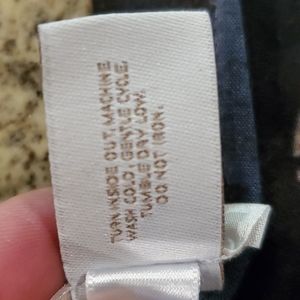 TURN INSIDE OUT. MACHINE
WASH COLD, GENTLE CYCLE.
TUMBLE DRY LOW.
DO NOT IRON.